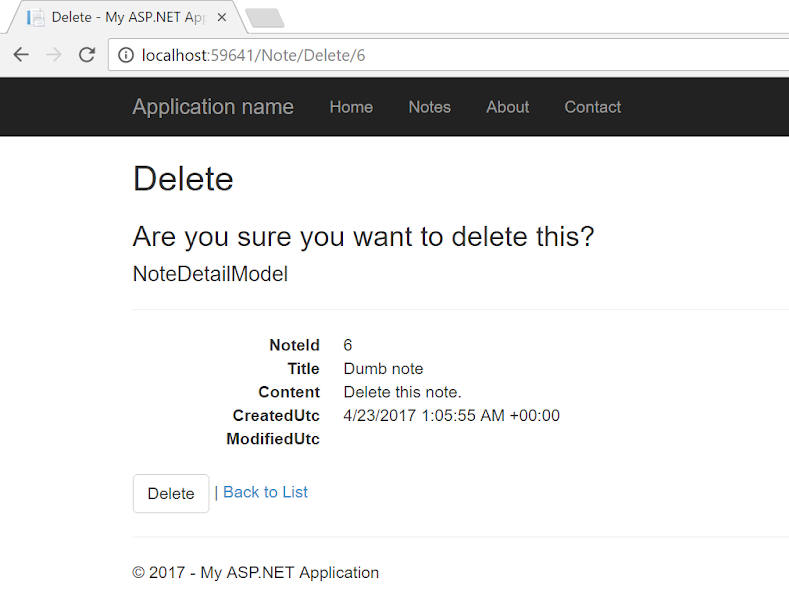 Delete - My ASP.NET Ap
localhost:59641/Note/Delete/6
Application name Home Notes About Contact
Delete
Are you sure you want to delete this?
NoteDetailModel
NoteId 6
Title Dumb note
Content Delete this note.
CreatedUtc 4/23/2017 1:05:55 AM +00:00
ModifiedUtc
Delete | Back to List
© 2017 - My ASP.NET Application